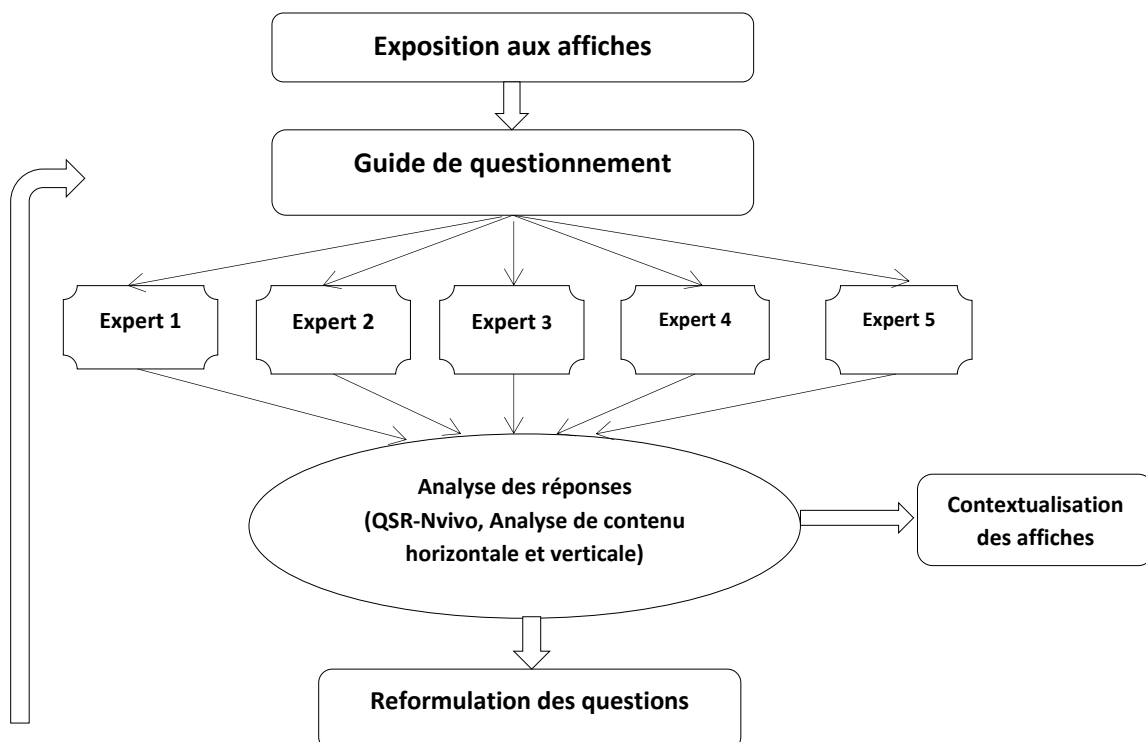 Exposition aux affiches
Guide de questionnement
Expert 1
Expert 2
Expert 3
Expert 4
Expert 5
Analyse des réponses
(QSR-Nvivo, Analyse de contenu
horizontale et verticale)
Contextualisation
des affiches
Reformulation des questions